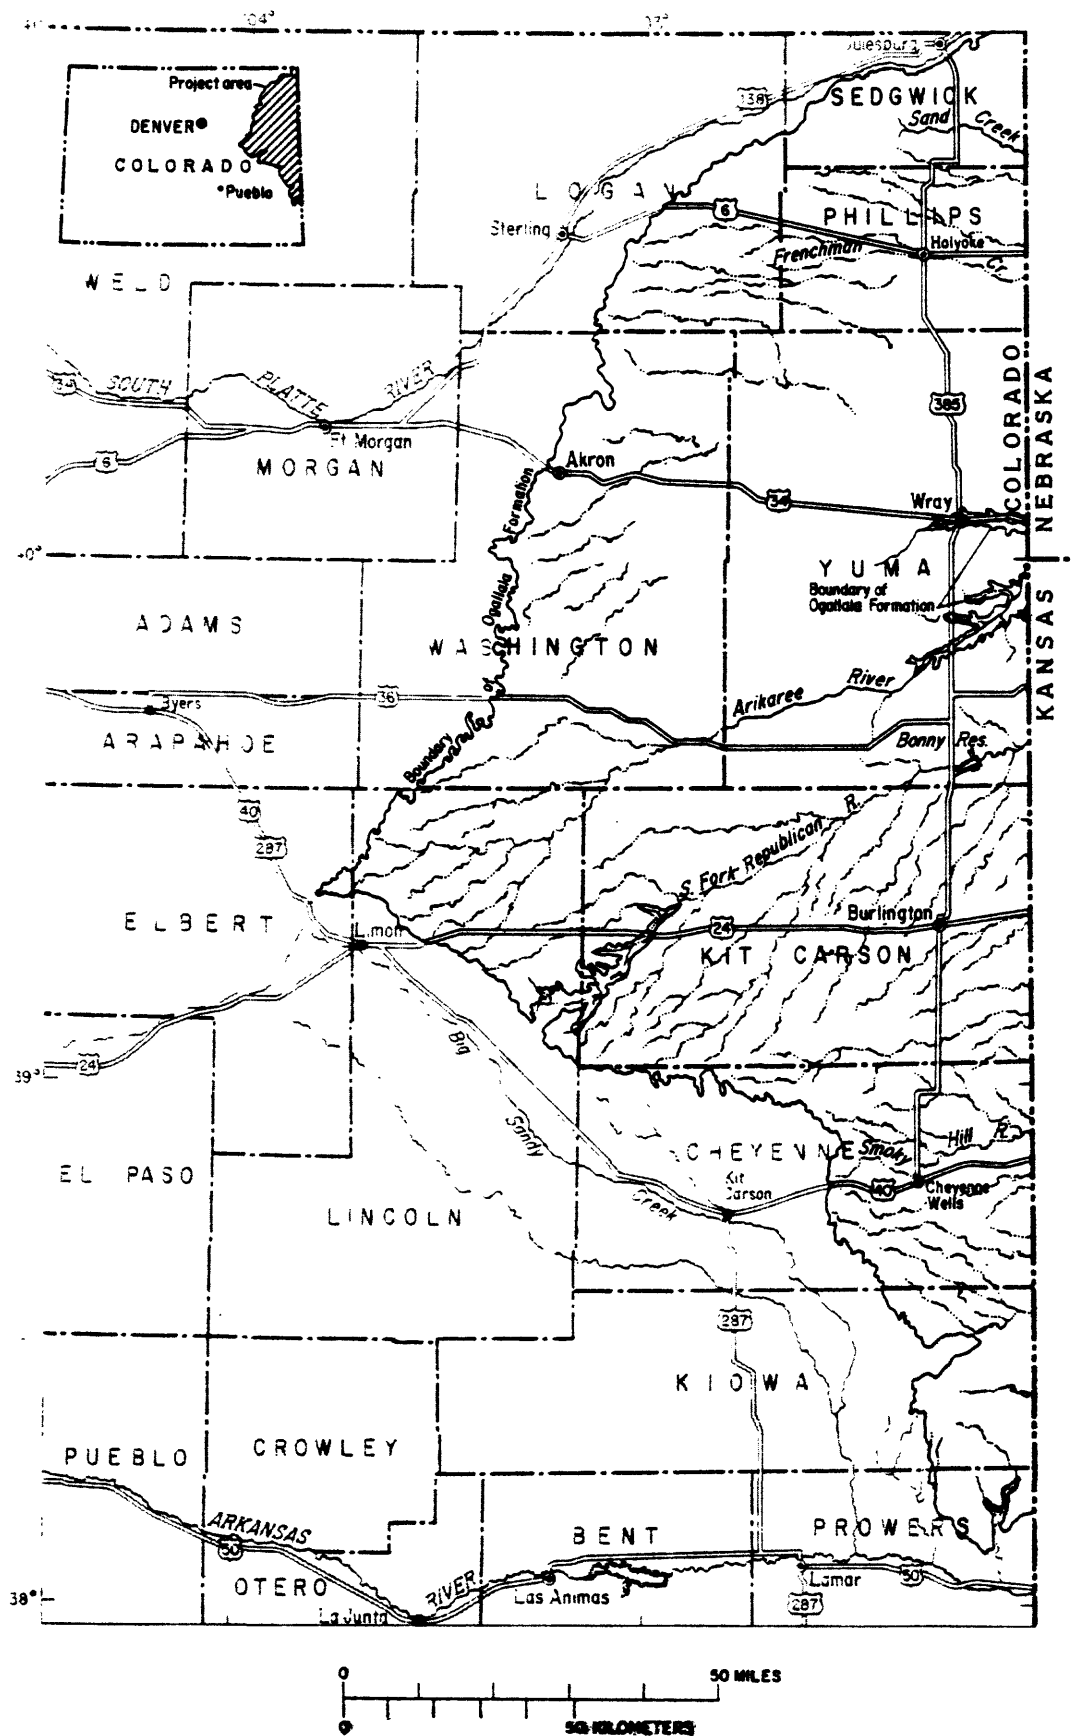 104°
Julesburg
Project area
138
SEDGWICK
Sand Creek
DENVER
COLORADO
Pueblo
LOGAN
6
PHILLIPS
Sterling
Frenchman Cr.
Holyoke
WELD
34
SOUTH PLATTE RIVER
385
COLORADO
NEBRASKA
Ft. Morgan
6
MORGAN
Akron
34
Wray
40°
YUMA
Boundary of
Ogallala Formation
KANSAS
ADAMS
WASHINGTON
Boundary of Ogallala Formation
36
Arikaree River
Byers
ARAPAHOE
Bonny Res.
40
287
S. Fork Republican R.
ELBERT
Limon
24
Burlington
KIT CARSON
24
39°
Big Sandy Creek
CHEYENNE
Smoky Hill R.
EL PASO
Kit
Carson
40
Cheyenne
Wells
LINCOLN
287
KIOWA
PUEBLO
CROWLEY
ARKANSAS RIVER
50
BENT
PROWERS
OTERO
Las Animas
Lamar
50
38°
La Junta
287
0 50 MILES
0 50 KILOMETERS